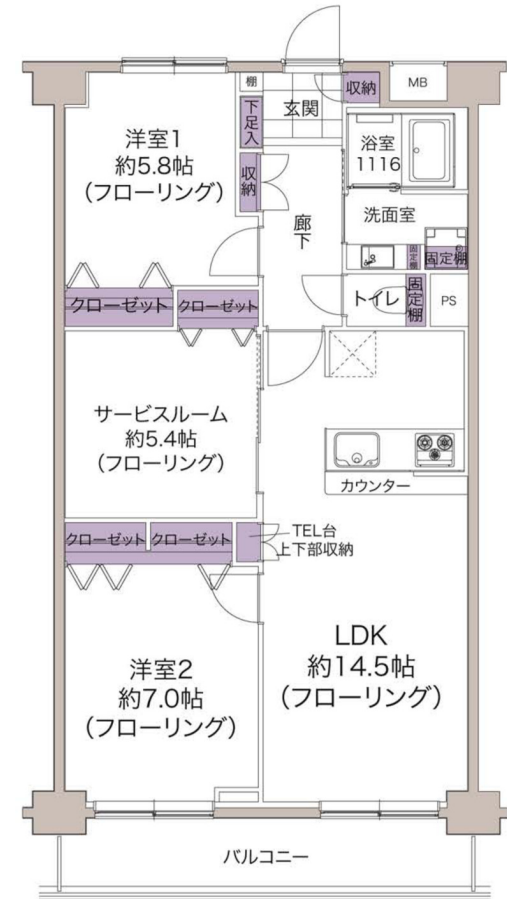 棚
玄関
収納
MB
下足入
洋室1
約5.8帖
(フローリング)
収納
浴室
1116
廊下
洗面室
固定棚
固定棚
クローゼット
クローゼット
トイレ
固定棚
PS
サービスルーム
約5.4帖
(フローリング)
カウンター
クローゼット
クローゼット
TEL台
上下部収納
LDK
約14.5帖
(フローリング)
洋室2
約7.0帖
(フローリング)
バルコニー